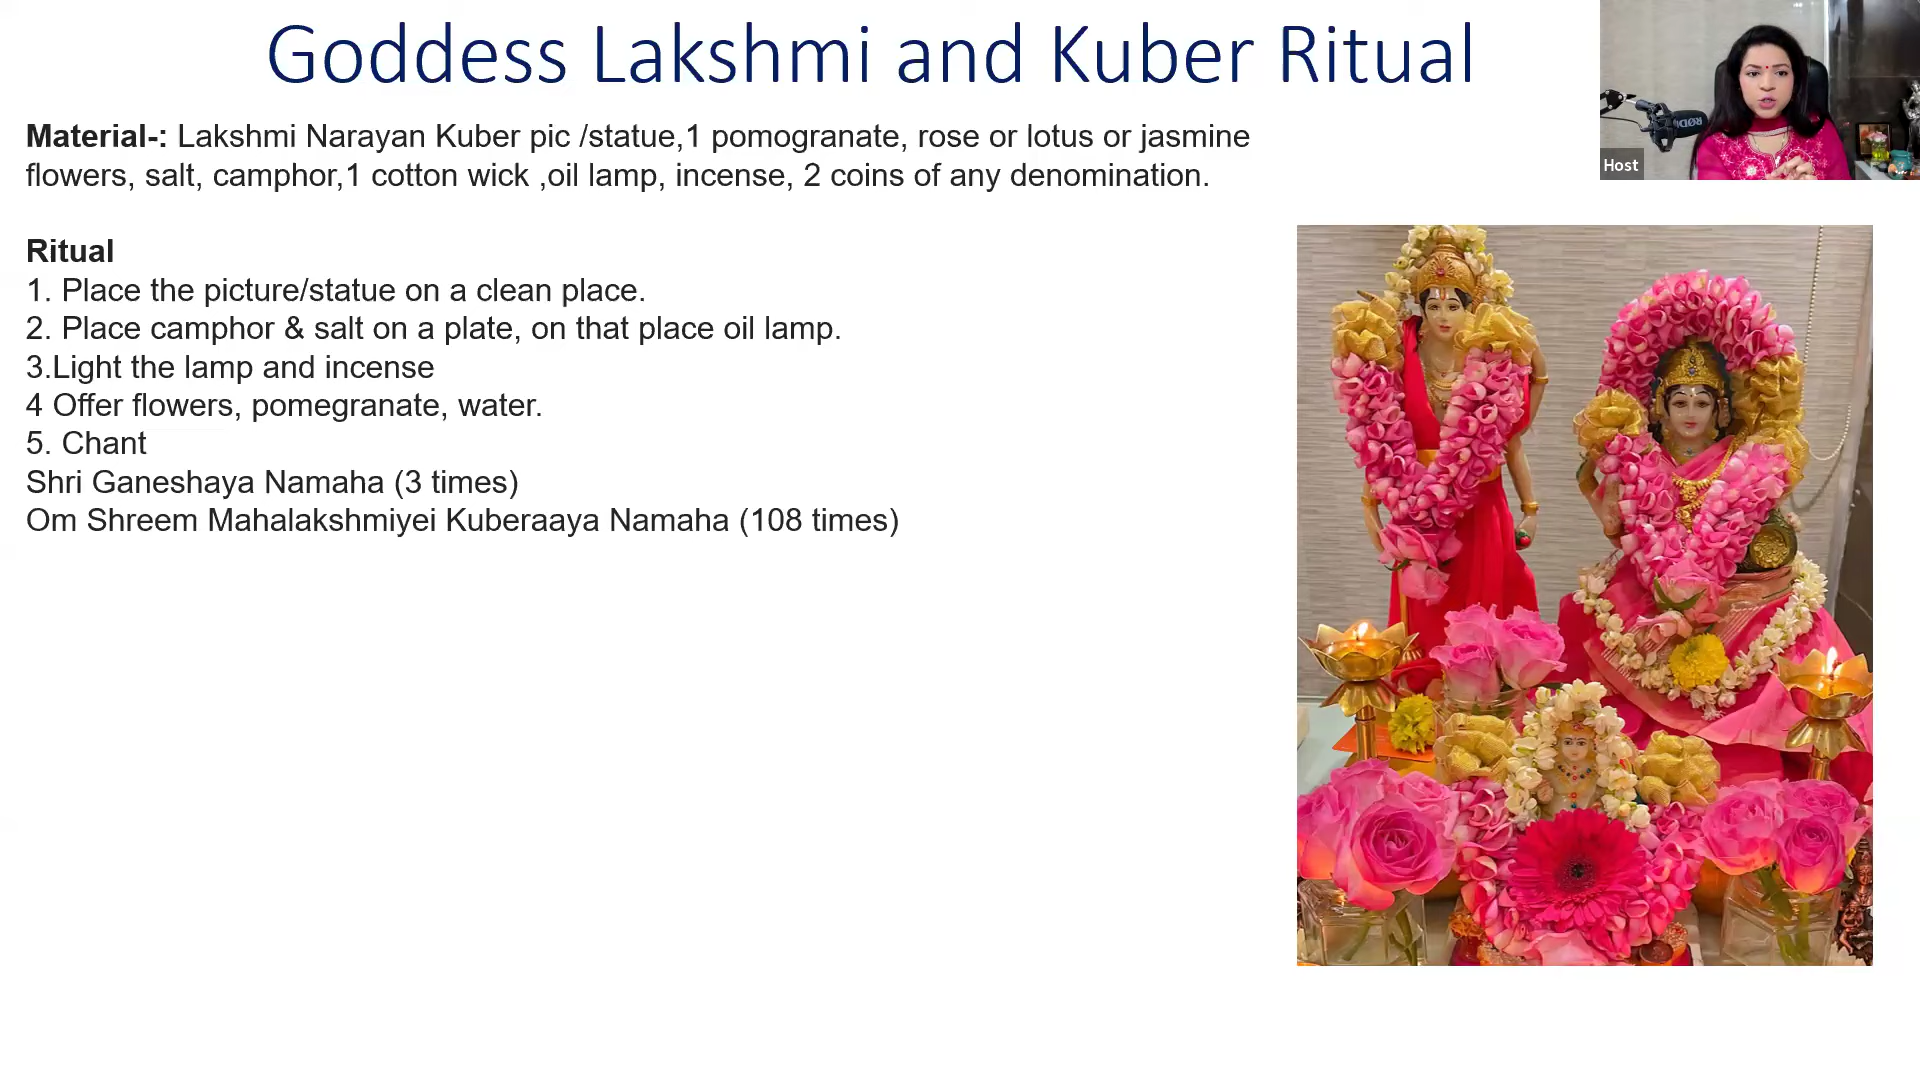 Goddess Lakshmi and Kuber Ritual
Material-: Lakshmi Narayan Kuber pic /statue,1 pomogranate, rose or lotus or jasmine
flowers, salt, camphor,1 cotton wick ,oil lamp, incense, 2 coins of any denomination.
Ritual
1. Place the picture/statue on a clean place.
2. Place camphor & salt on a plate, on that place oil lamp.
3.Light the lamp and incense
4 Offer flowers, pomegranate, water.
5. Chant
Shri Ganeshaya Namaha (3 times)
Om Shreem Mahalakshmiyei Kuberaaya Namaha (108 times)
RØDE
Host